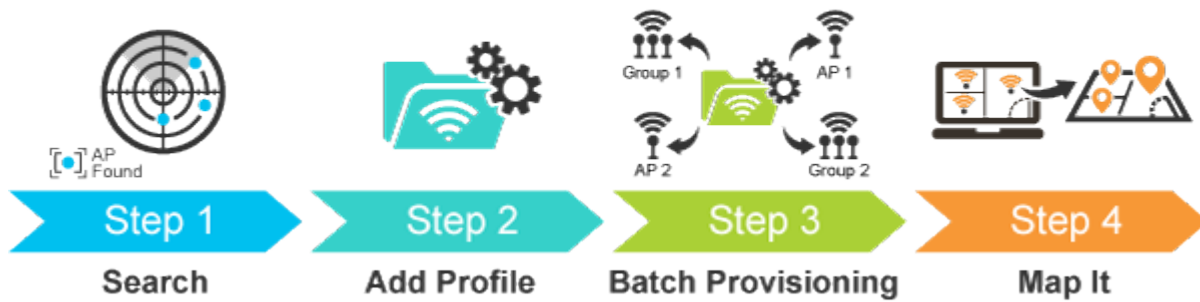 AP
Found
Group 1
AP 1
AP 2
Group 2
Step 1
Step 2
Step 3
Step 4
Search
Add Profile
Batch Provisioning
Map It